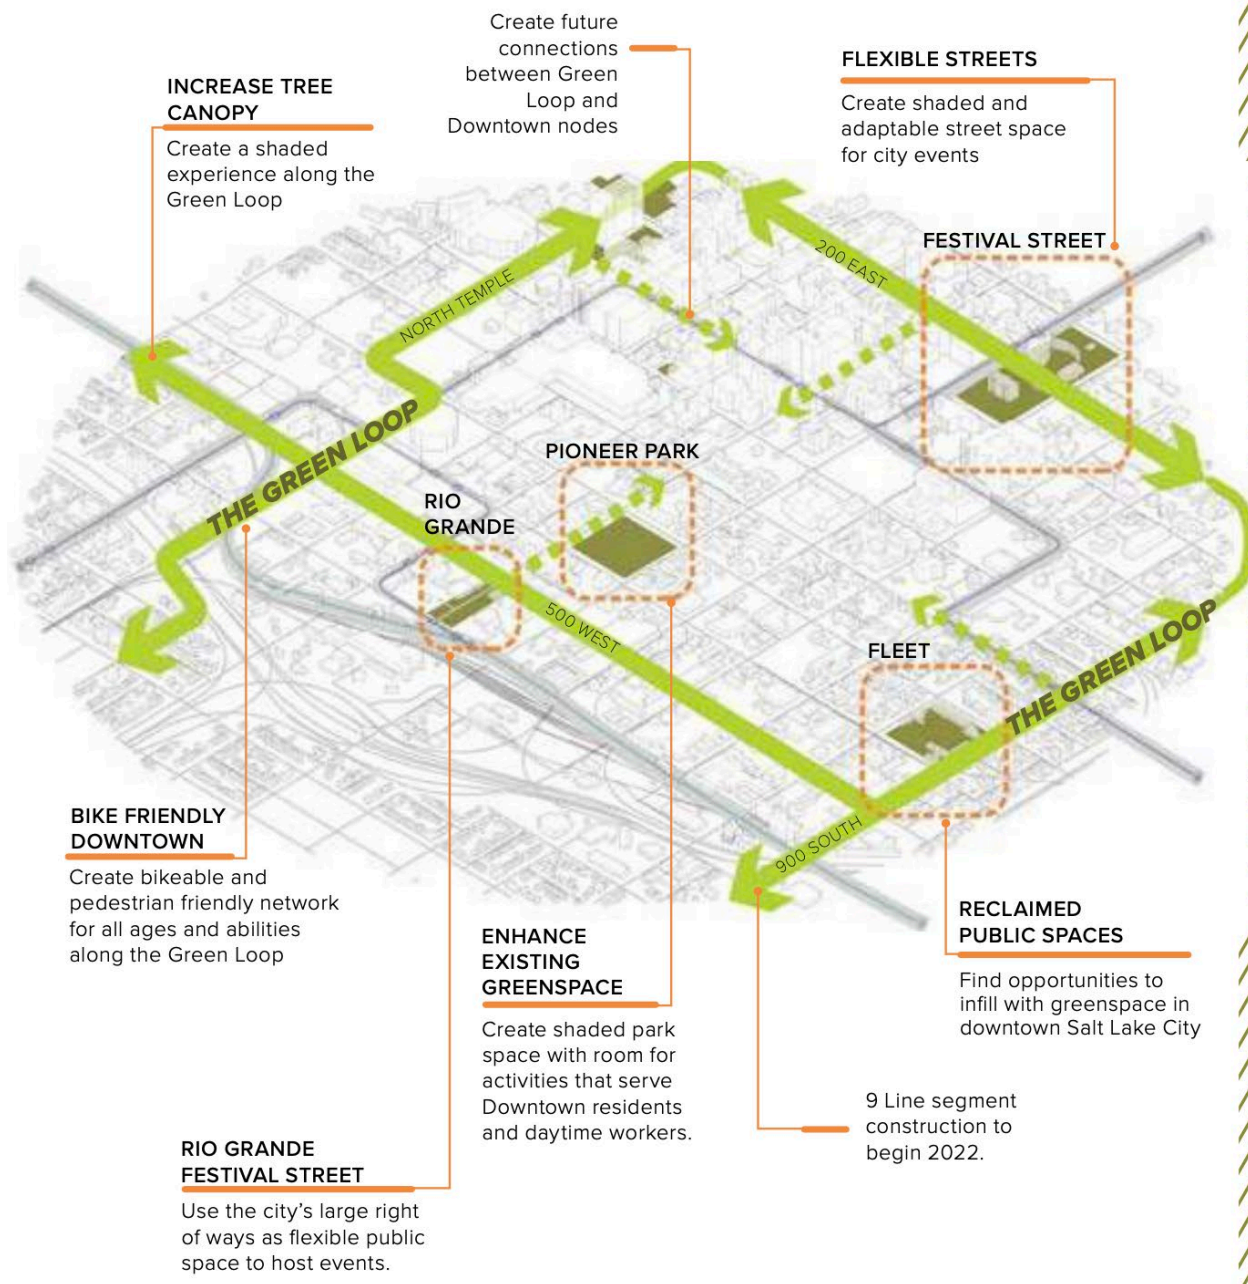 Create future
connections
between Green
Loop and
Downtown nodes
FLEXIBLE STREETS
Create shaded and
adaptable street space
for city events
INCREASE TREE
CANOPY
Create a shaded
experience along the
Green Loop
FESTIVAL STREET
200 EAST
NORTH TEMPLE
THE GREEN LOOP
PIONEER PARK
RIO
GRANDE
500 WEST
FLEET
THE GREEN LOOP
900 SOUTH
BIKE FRIENDLY
DOWNTOWN
Create bikeable and
pedestrian friendly network
for all ages and abilities
along the Green Loop
ENHANCE
EXISTING
GREENSPACE
Create shaded park
space with room for
activities that serve
Downtown residents
and daytime workers.
RECLAIMED
PUBLIC SPACES
Find opportunities to
infill with greenspace in
downtown Salt Lake City
9 Line segment
construction to
begin 2022.
RIO GRANDE
FESTIVAL STREET
Use the city’s large right
of ways as flexible public
space to host events.